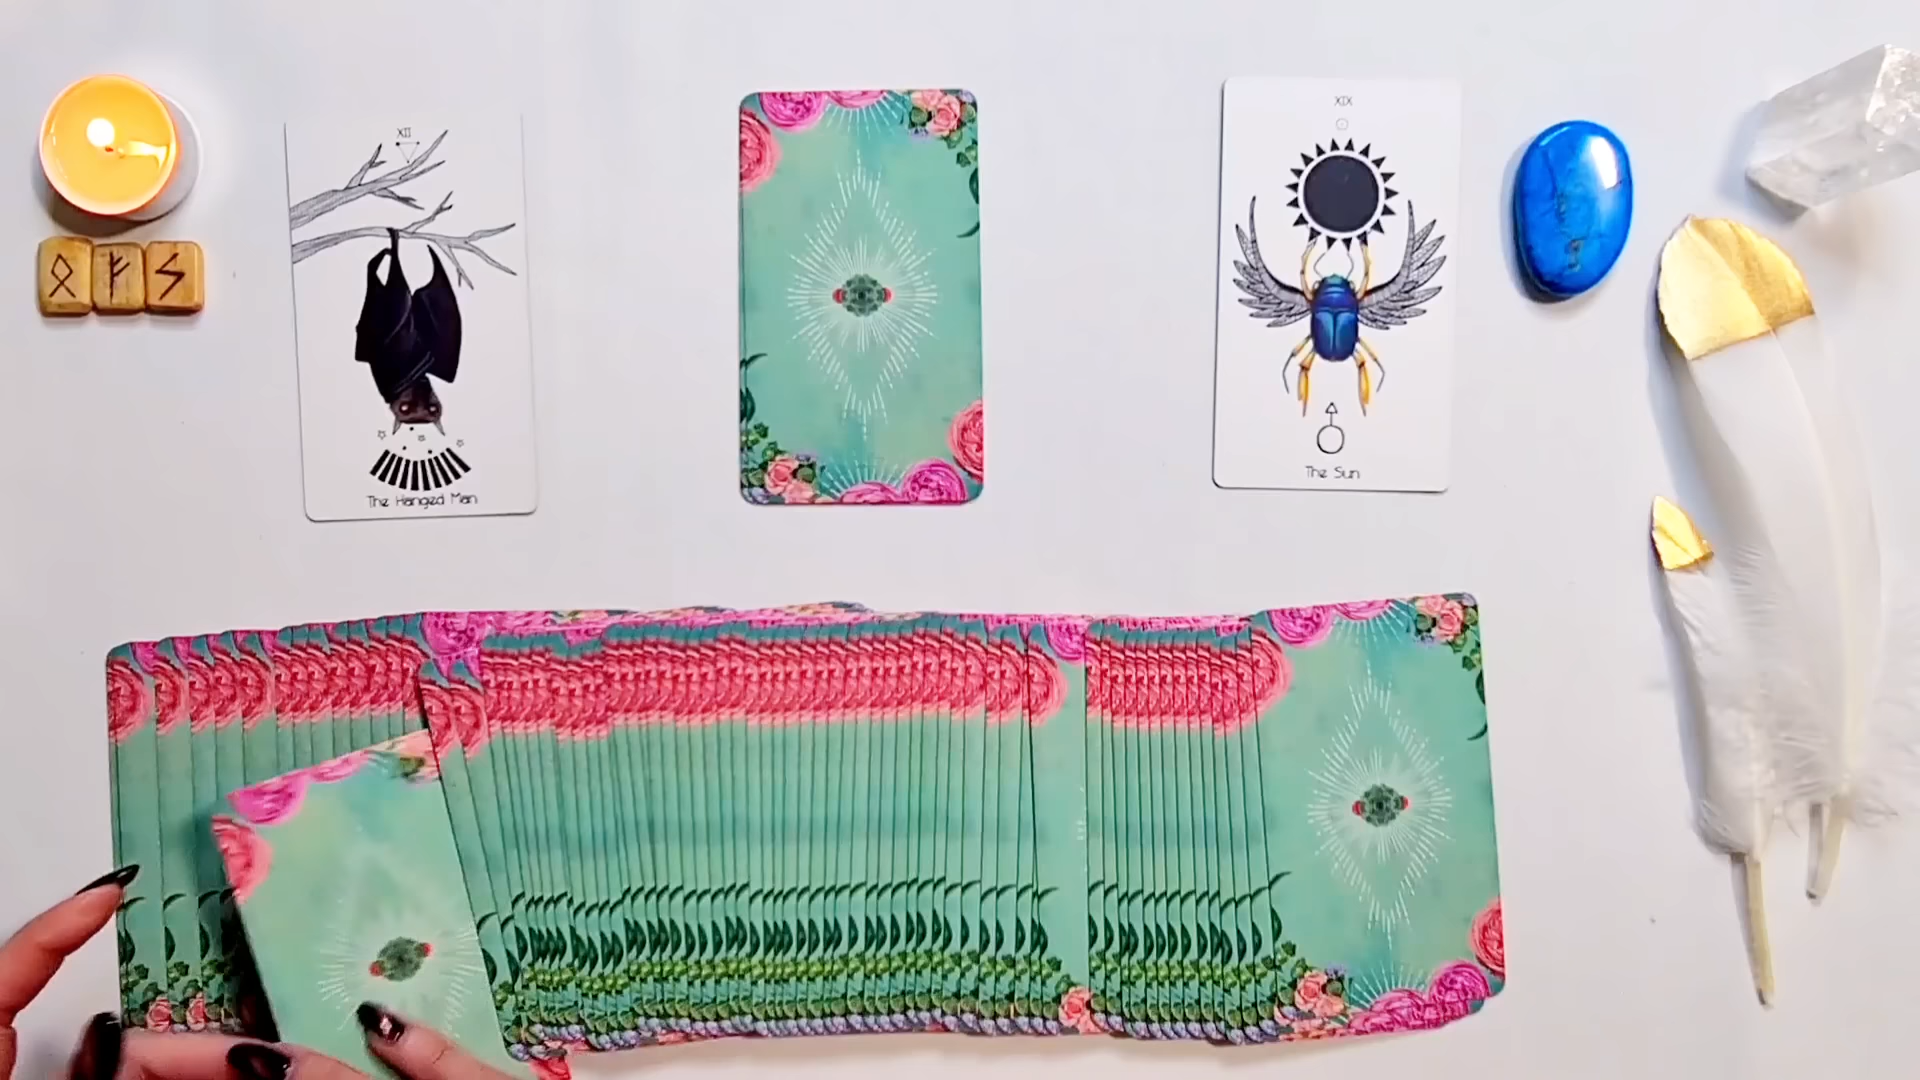 XII
The Hanged Man
XIX
The Sun
ᛟ ᚠ ᛊ